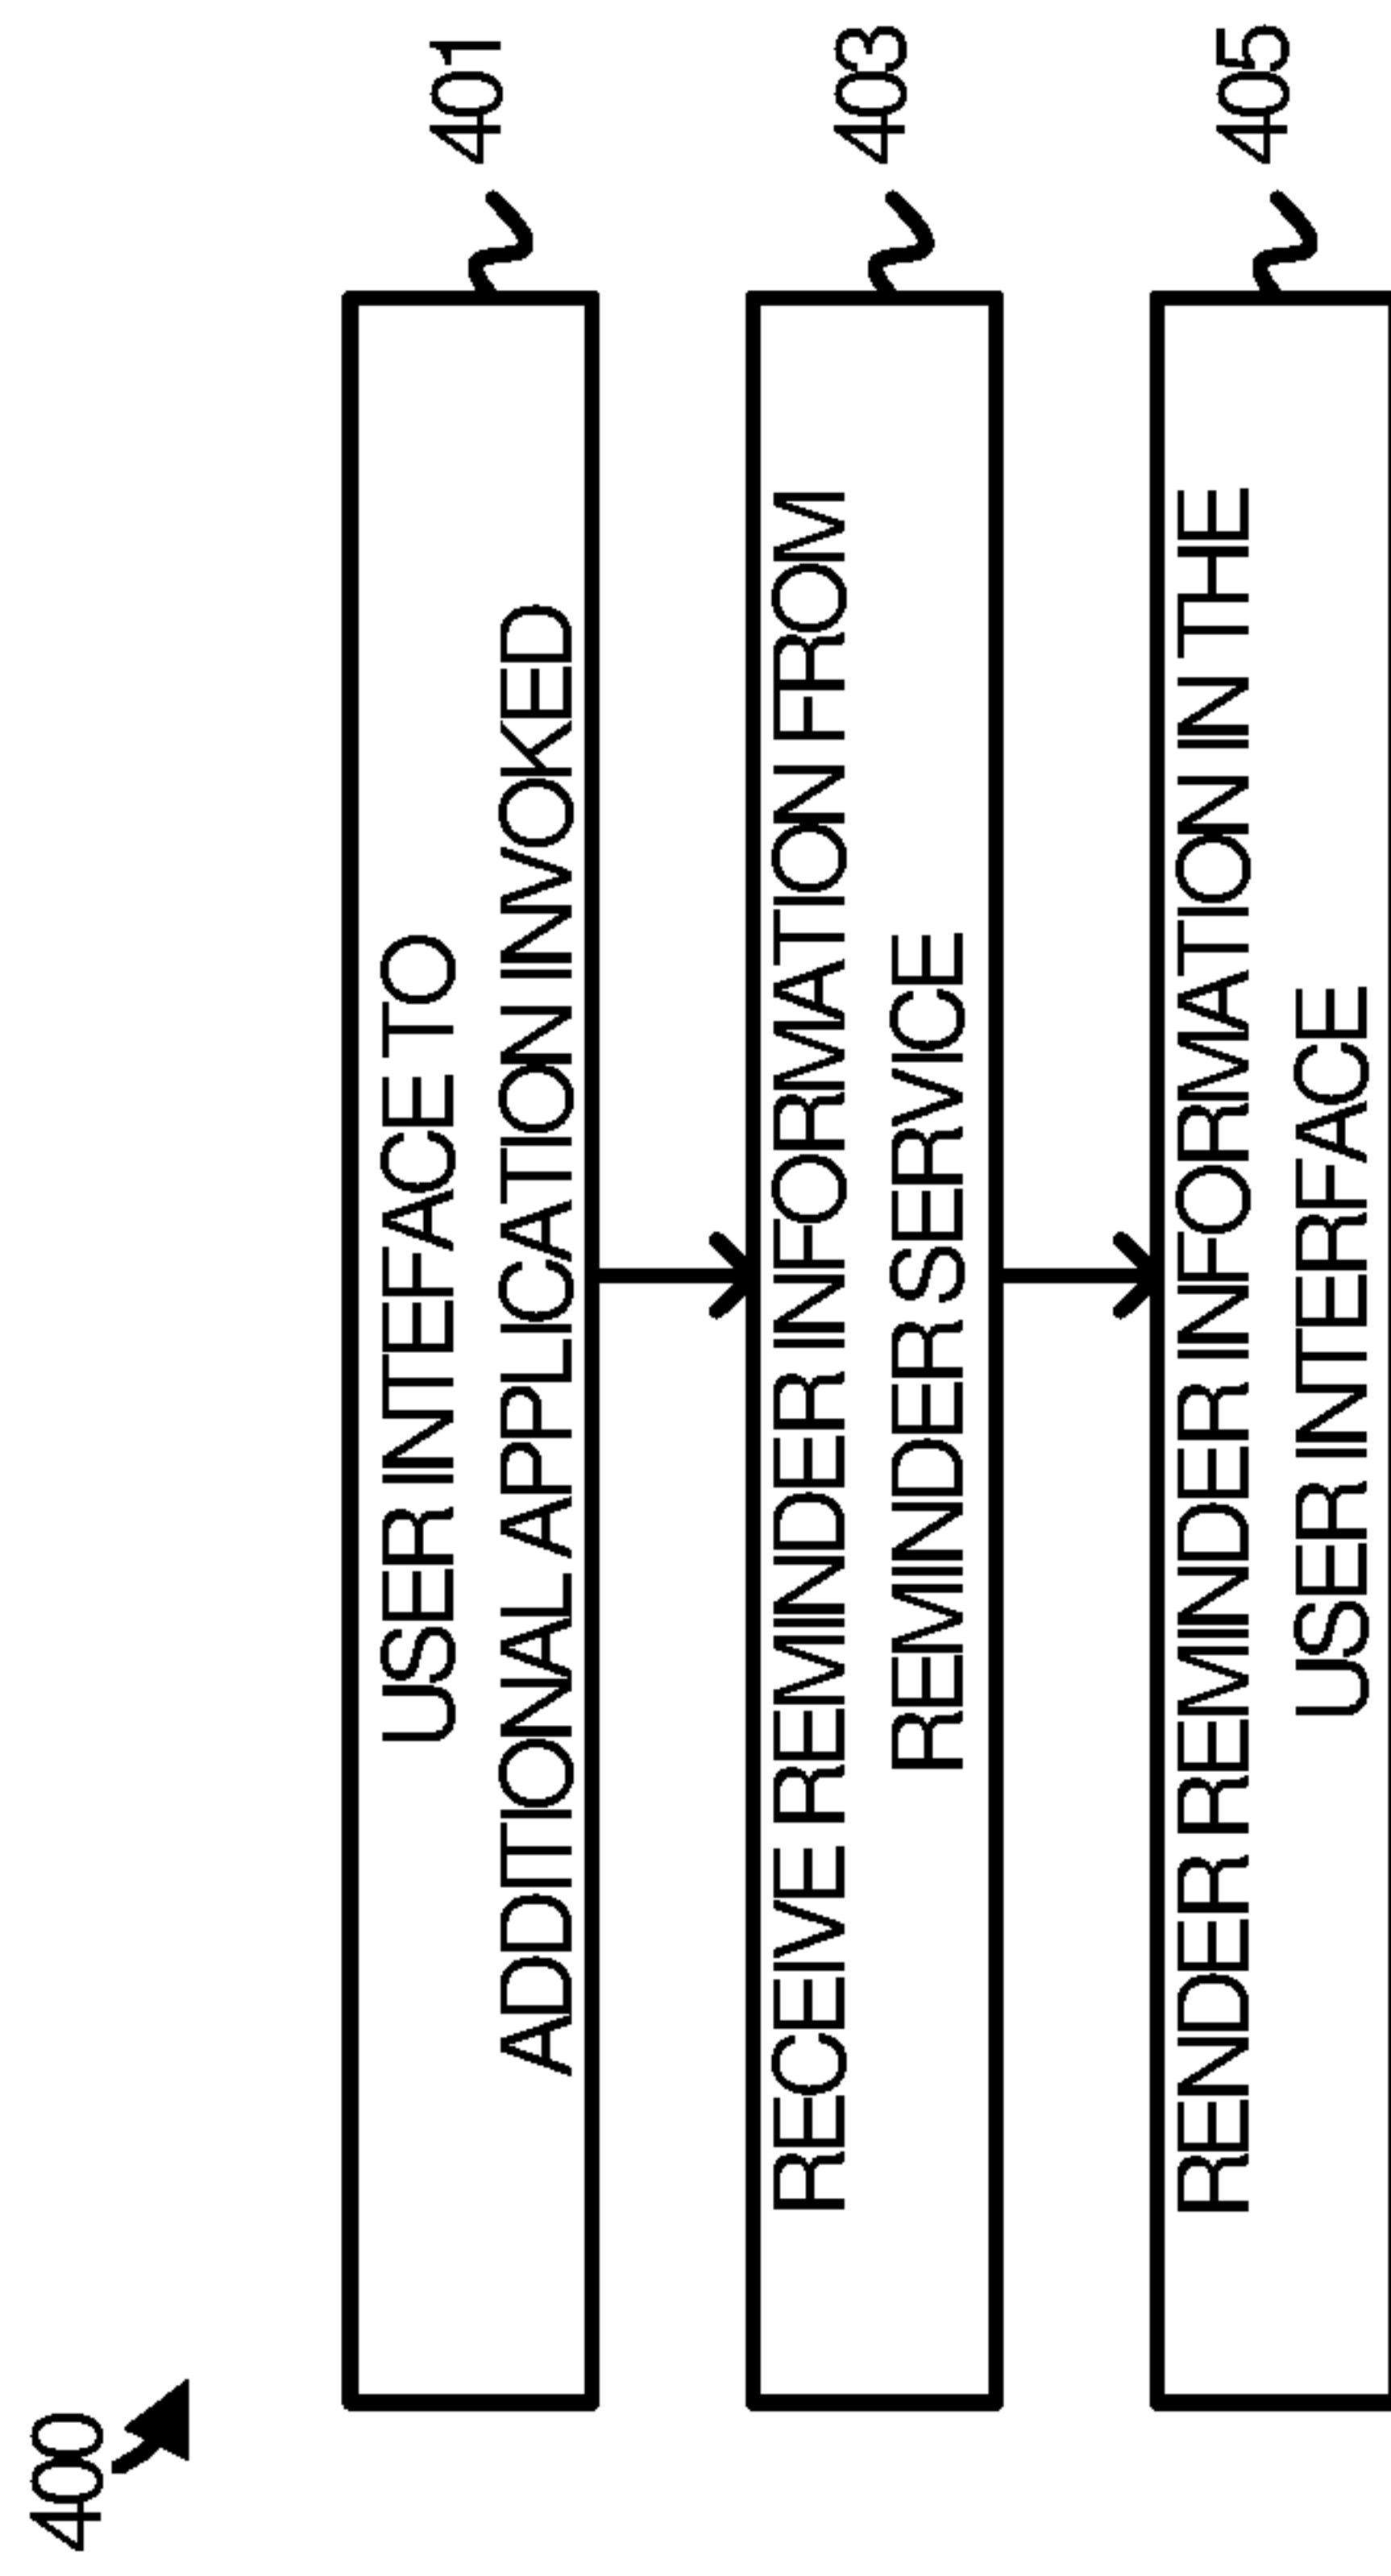 400
USER INTERFACE TO
ADDITIONAL APPLICATION INVOKED
401
RECEIVE REMINDER INFORMATION FROM
REMINDER SERVICE
403
RENDER REMINDER INFORMATION IN THE
USER INTERFACE
405